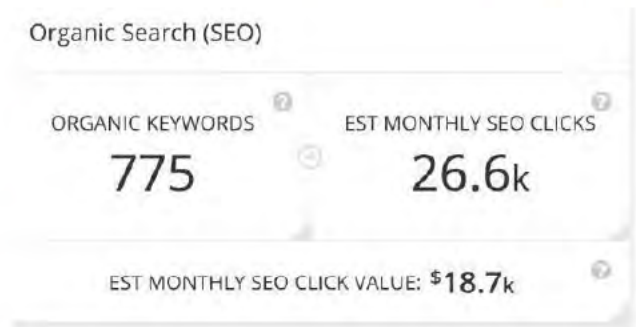 Organic Search (SEO)
ORGANIC KEYWORDS
775
EST MONTHLY SEO CLICKS
26.6k
EST MONTHLY SEO CLICK VALUE: $18.7k